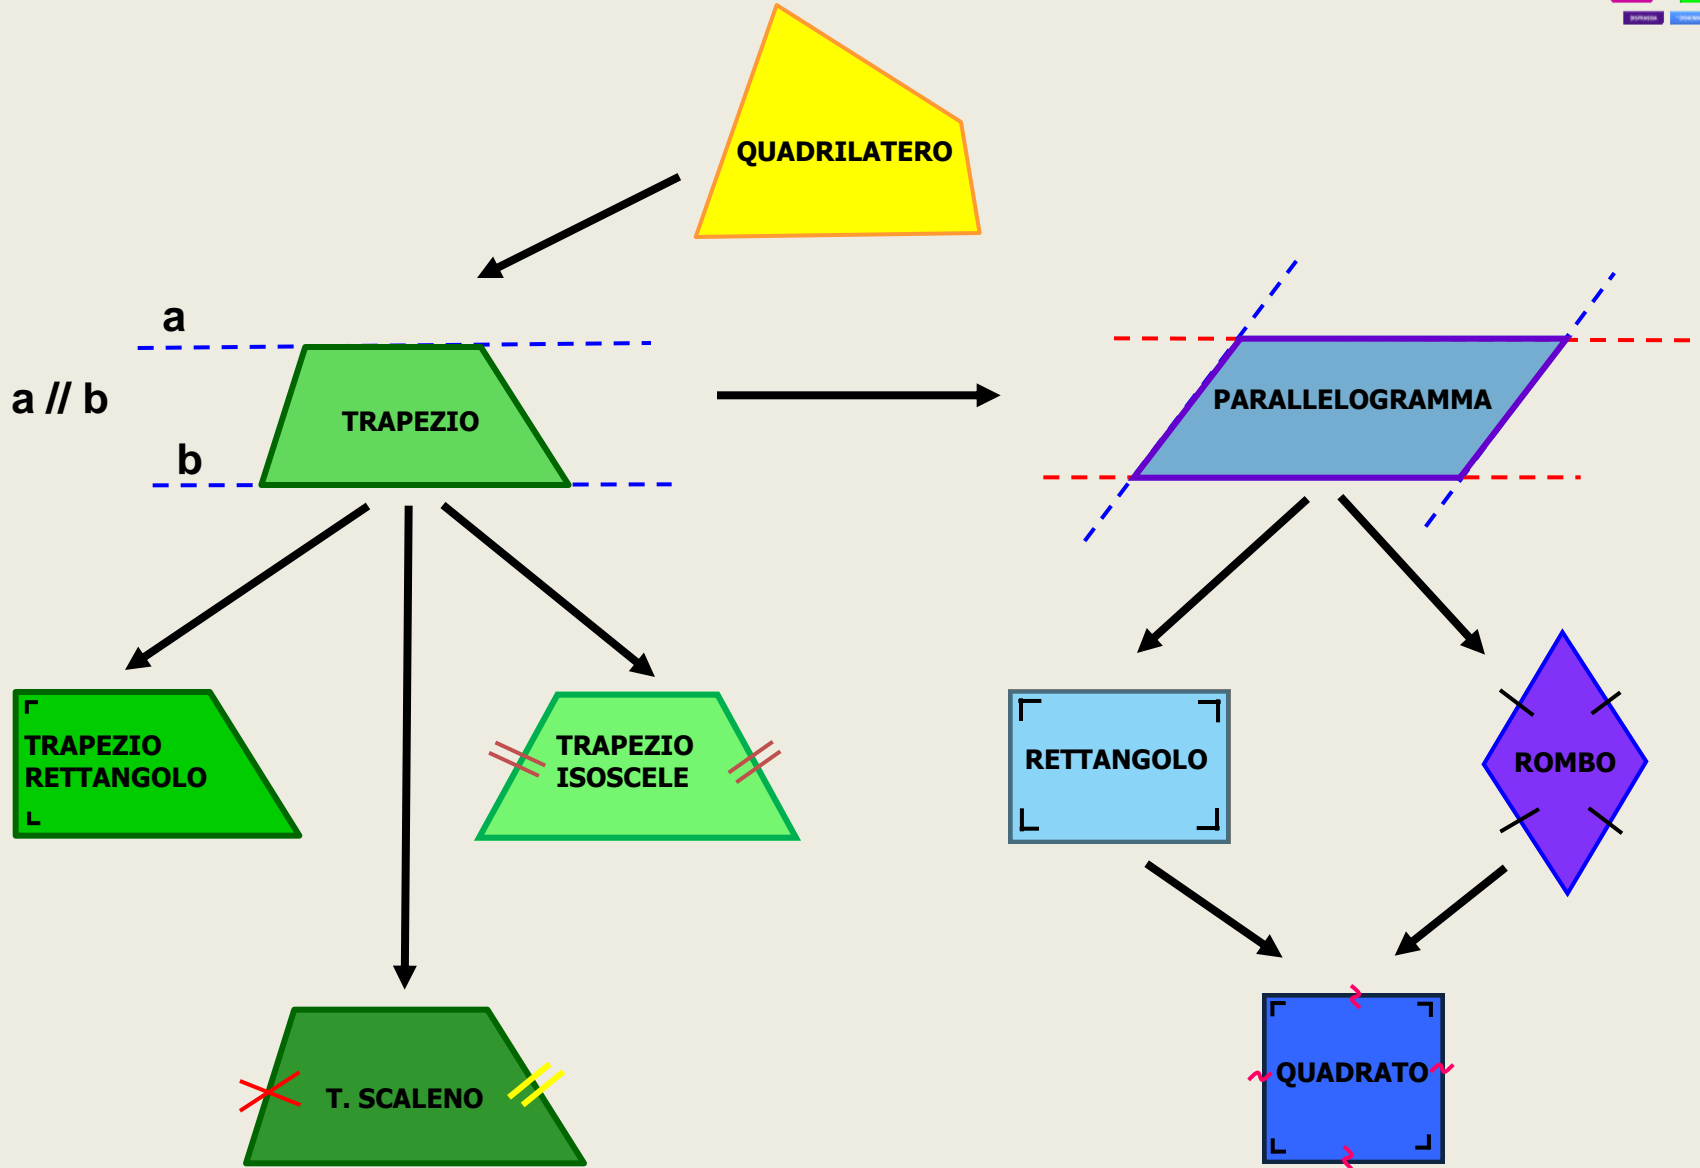 QUADRILATERO
a
a // b
TRAPEZIO
b
PARALLELOGRAMMA
TRAPEZIO
RETTANGOLO
TRAPEZIO
ISOSCELE
RETTANGOLO
ROMBO
T. SCALENO
QUADRATO